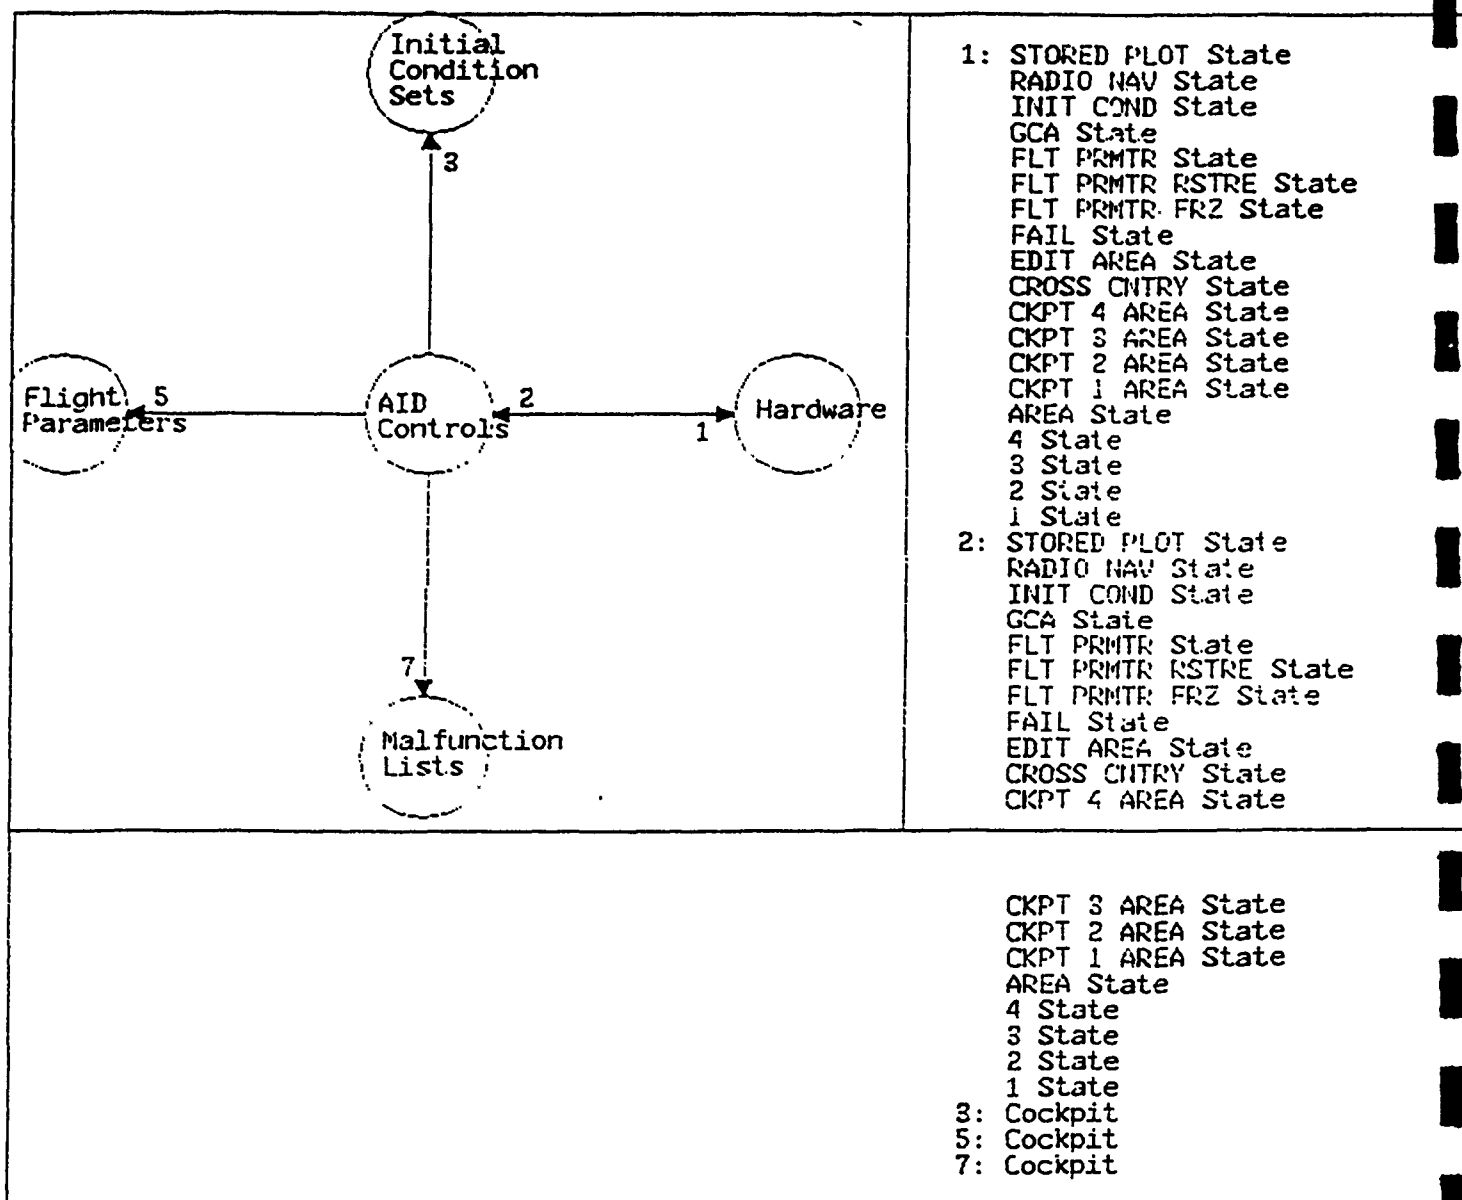 Initial
Condition
Sets
3
Flight
Parameters
5
AID
Controls
2
1
Hardware
7
Malfunction
Lists
1: STORED PLOT State
RADIO NAV State
INIT COND State
GCA State
FLT PRMTR State
FLT PRMTR RSTRE State
FLT PRMTR FRZ State
FAIL State
EDIT AREA State
CROSS CNTRY State
CKPT 4 AREA State
CKPT 3 AREA State
CKPT 2 AREA State
CKPT 1 AREA State
AREA State
4 State
3 State
2 State
1 State
2: STORED PLOT State
RADIO NAV State
INIT COND State
GCA State
FLT PRMTR State
FLT PRMTR RSTRE State
FLT PRMTR FRZ State
FAIL State
EDIT AREA State
CROSS CNTRY State
CKPT 4 AREA State
CKPT 3 AREA State
CKPT 2 AREA State
CKPT 1 AREA State
AREA State
4 State
3 State
2 State
1 State
3: Cockpit
5: Cockpit
7: Cockpit